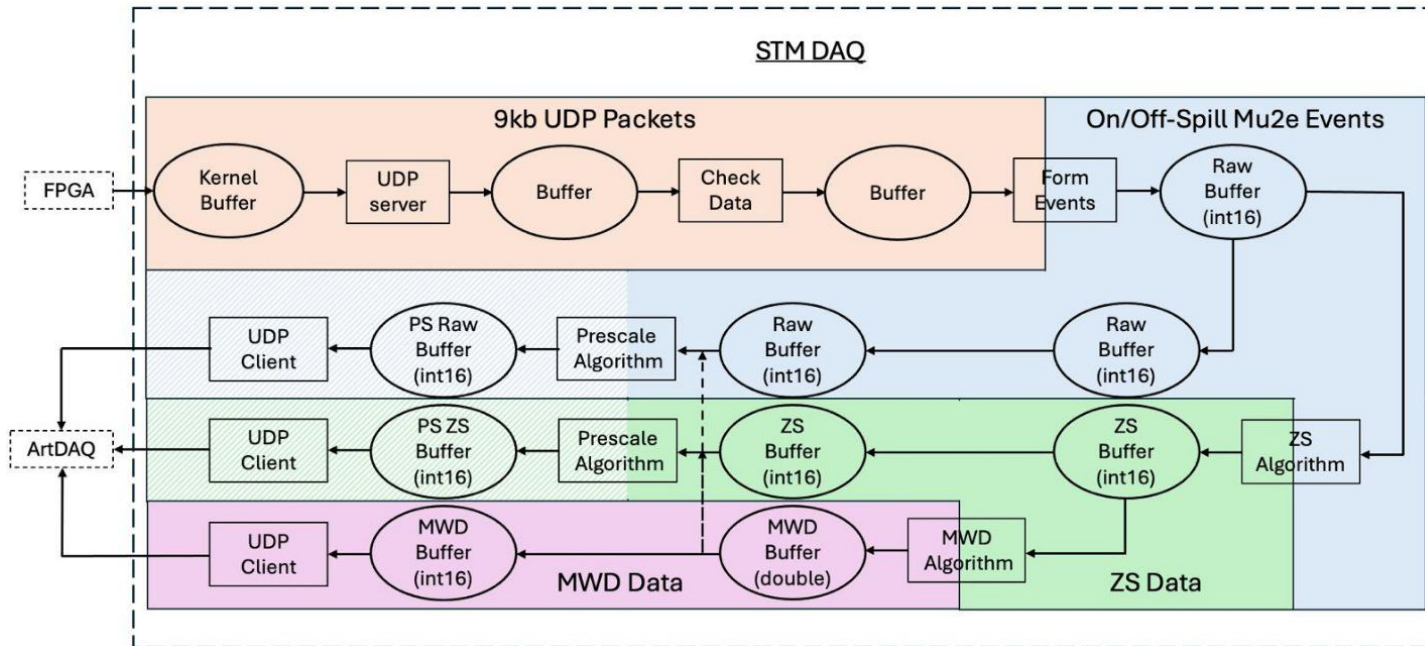 STM DAQ
9kb UDP Packets
On/Off-Spill Mu2e Events
FPGA
Kernel
Buffer
UDP
server
Buffer
Check
Data
Buffer
Form
Events
Raw
Buffer
(int16)
UDP
Client
PS Raw
Buffer
(int16)
Prescale
Algorithm
Raw
Buffer
(int16)
Raw
Buffer
(int16)
ArtDAQ
UDP
Client
PS ZS
Buffer
(int16)
Prescale
Algorithm
ZS
Buffer
(int16)
ZS
Buffer
(int16)
ZS
Algorithm
UDP
Client
MWD
Buffer
(int16)
MWD Data
MWD
Buffer
(double)
MWD
Algorithm
ZS Data